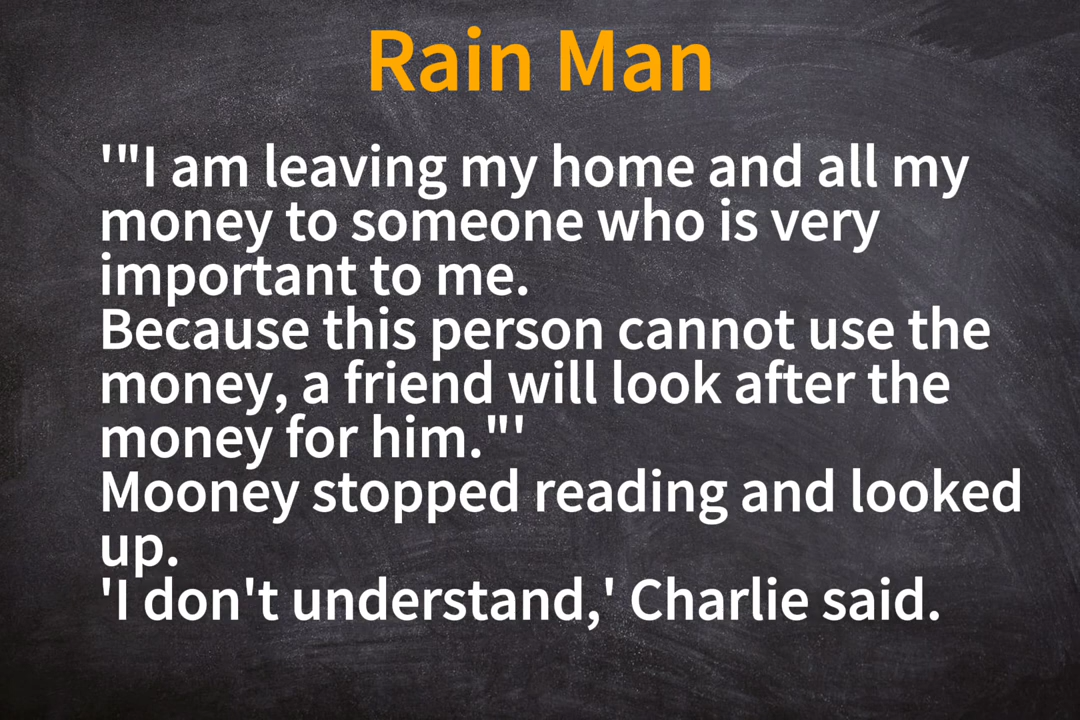 Rain Man
'"I am leaving my home and all my
money to someone who is very
important to me.
Because this person cannot use the
money, a friend will look after the
money for him."'
Mooney stopped reading and looked
up.
'I don't understand,' Charlie said.